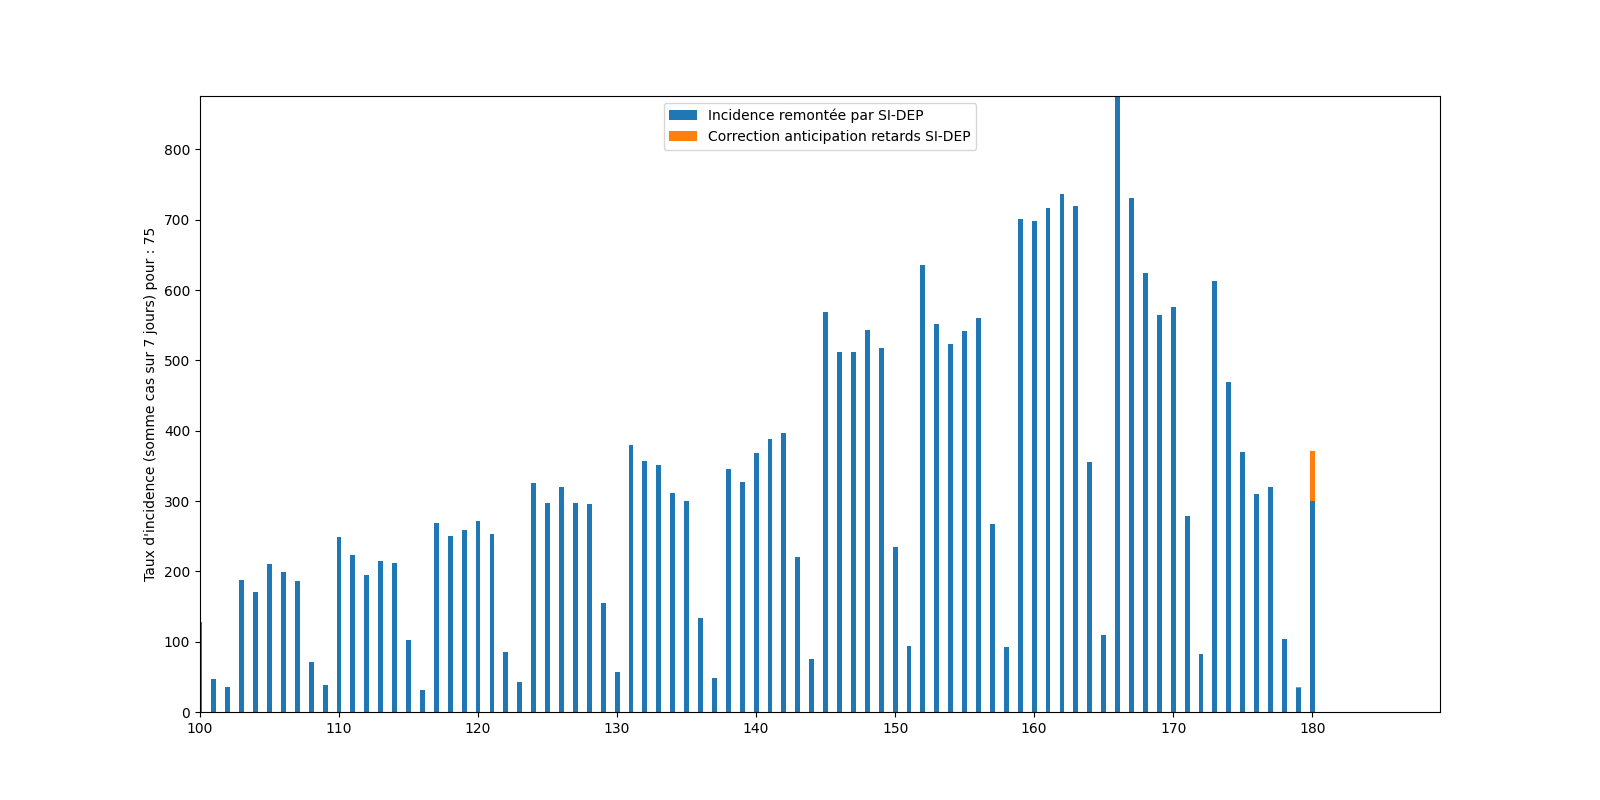 Incidence remontée par SI-DEP
Correction anticipation retards SI-DEP
Taux d'incidence (somme cas sur 7 jours) pour : 75
800
700
600
500
400
300
200
100
0
100 110 120 130 140 150 160 170 180